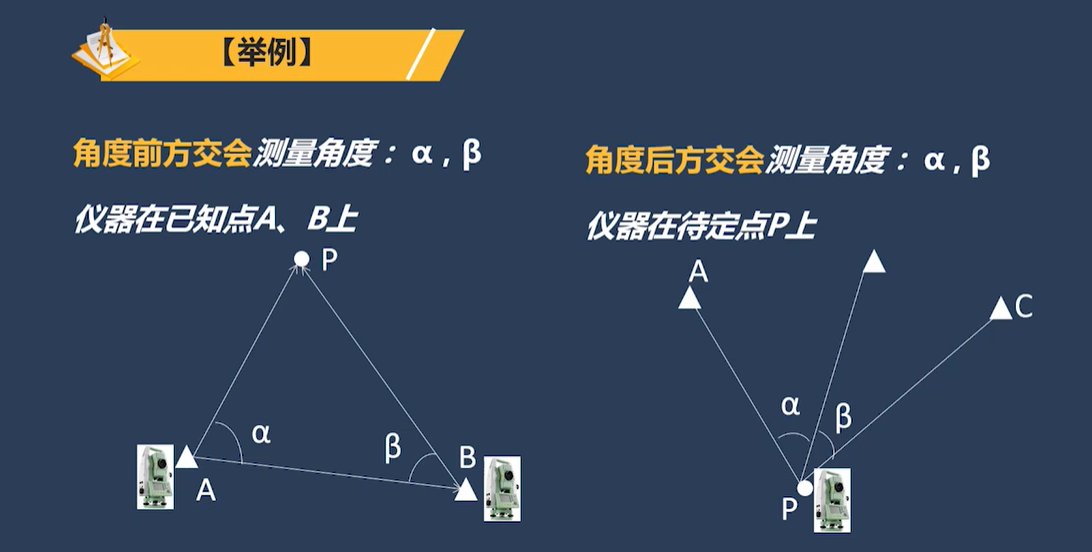 【举例】
角度前方交会测量角度：α , β
仪器在已知点A、B上
P
α
β
B
A
角度后方交会测量角度：α , β
仪器在待定点P上
A
C
α
β
P